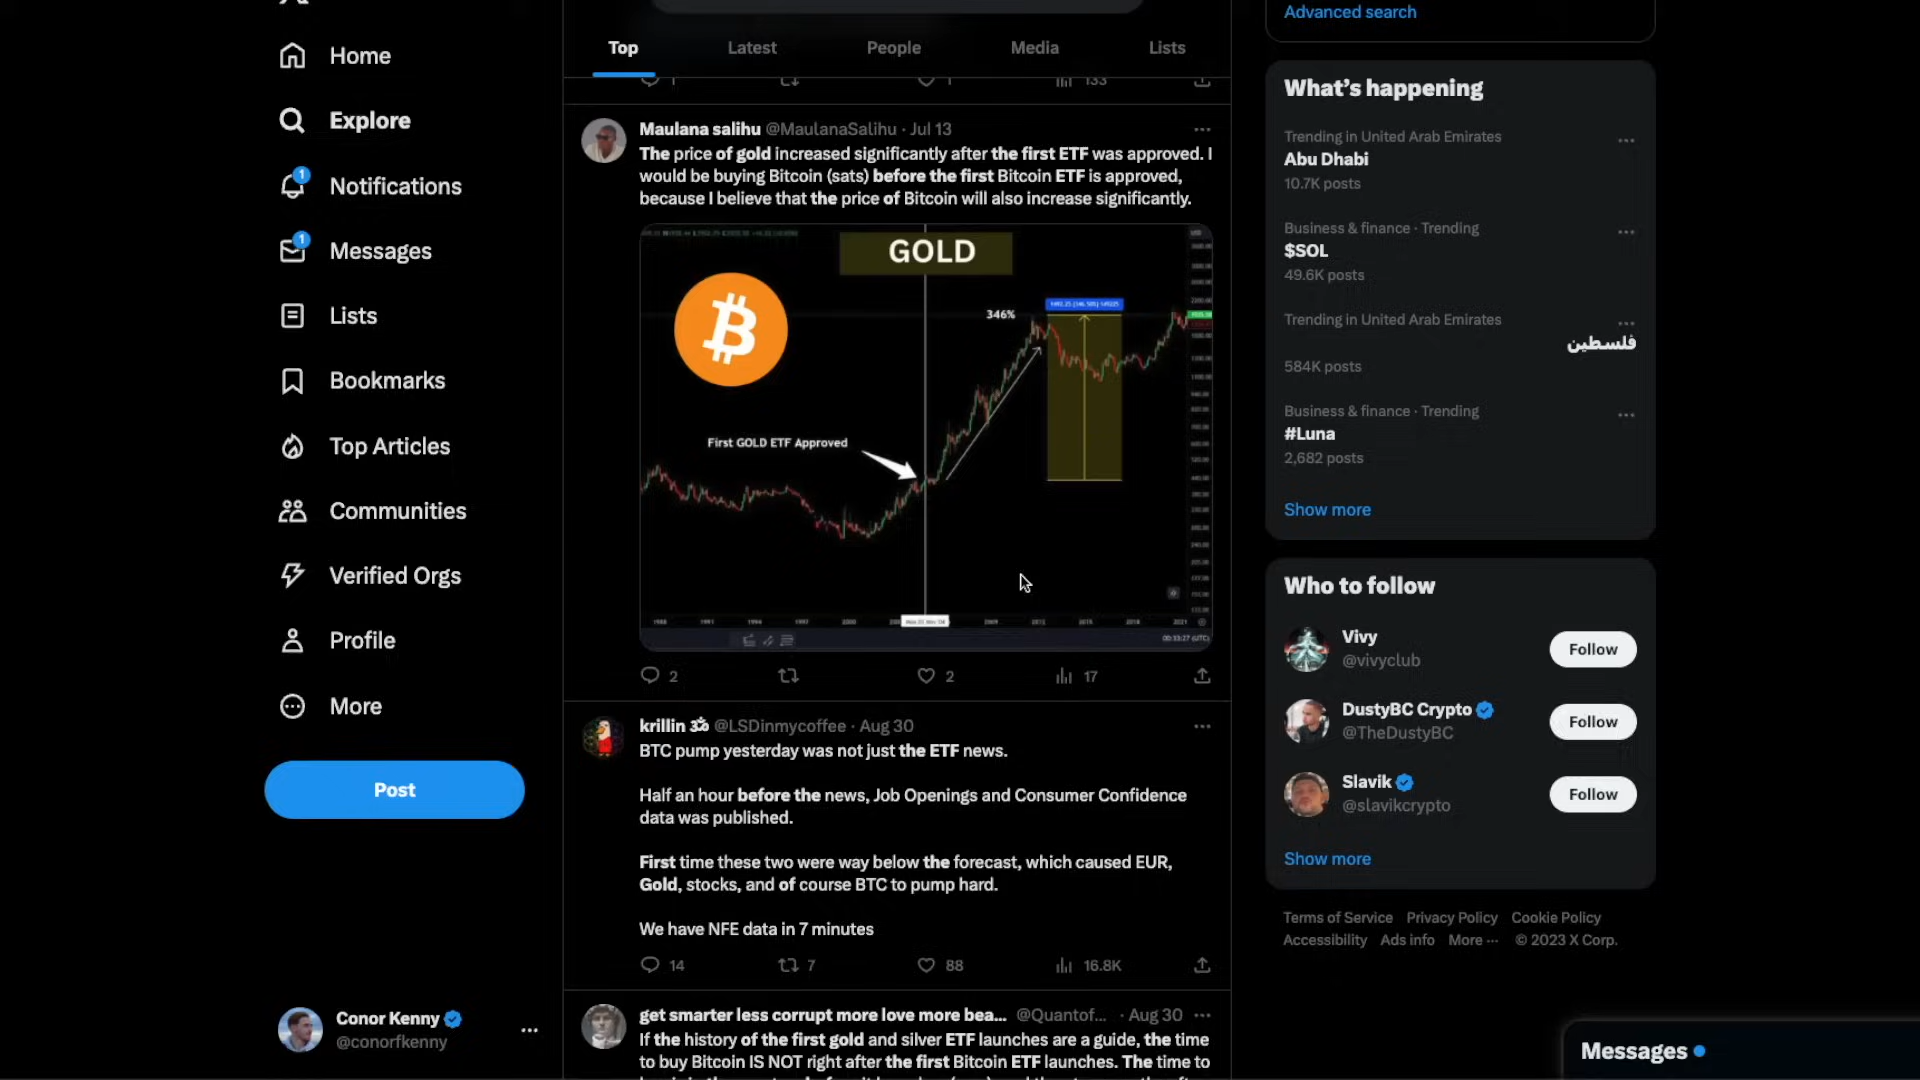 Home
Explore
1
Notifications
1
Messages
Lists
Bookmarks
Top Articles
Communities
Verified Orgs
Profile
More
Post
Conor Kenny
@conorfkenny
Top Latest People Media Lists
1 1 133
Maulana salihu @MaulanaSalihu · Jul 13
The price of gold increased significantly after the first ETF was approved. I
would be buying Bitcoin (sats) before the first Bitcoin ETF is approved,
because I believe that the price of Bitcoin will also increase significantly.
GOLD
346%
First GOLD ETF Approved
2 2 17
krillin @LSDinmycoffee · Aug 30
BTC pump yesterday was not just the ETF news.
Half an hour before the news, Job Openings and Consumer Confidence
data was published.
First time these two were way below the forecast, which caused EUR,
Gold, stocks, and of course BTC to pump hard.
We have NFE data in 7 minutes
14 7 88 16.8K
get smarter less corrupt more love more bea... @Quantof... · Aug 30
If the history of the first gold and silver ETF launches are a guide, the time
to buy Bitcoin IS NOT right after the first Bitcoin ETF launches. The time to
Advanced search
What's happening
Trending in United Arab Emirates
Abu Dhabi
10.7K posts
Business & finance · Trending
$SOL
49.6K posts
Trending in United Arab Emirates
فلسطين
584K posts
Business & finance · Trending
#Luna
2,682 posts
Show more
Who to follow
Vivy
@vivyclub
Follow
DustyBC Crypto
@TheDustyBC
Follow
Slavik
@slavikcrypto
Follow
Show more
Terms of Service Privacy Policy Cookie Policy
Accessibility Ads info More ··· © 2023 X Corp.
Messages